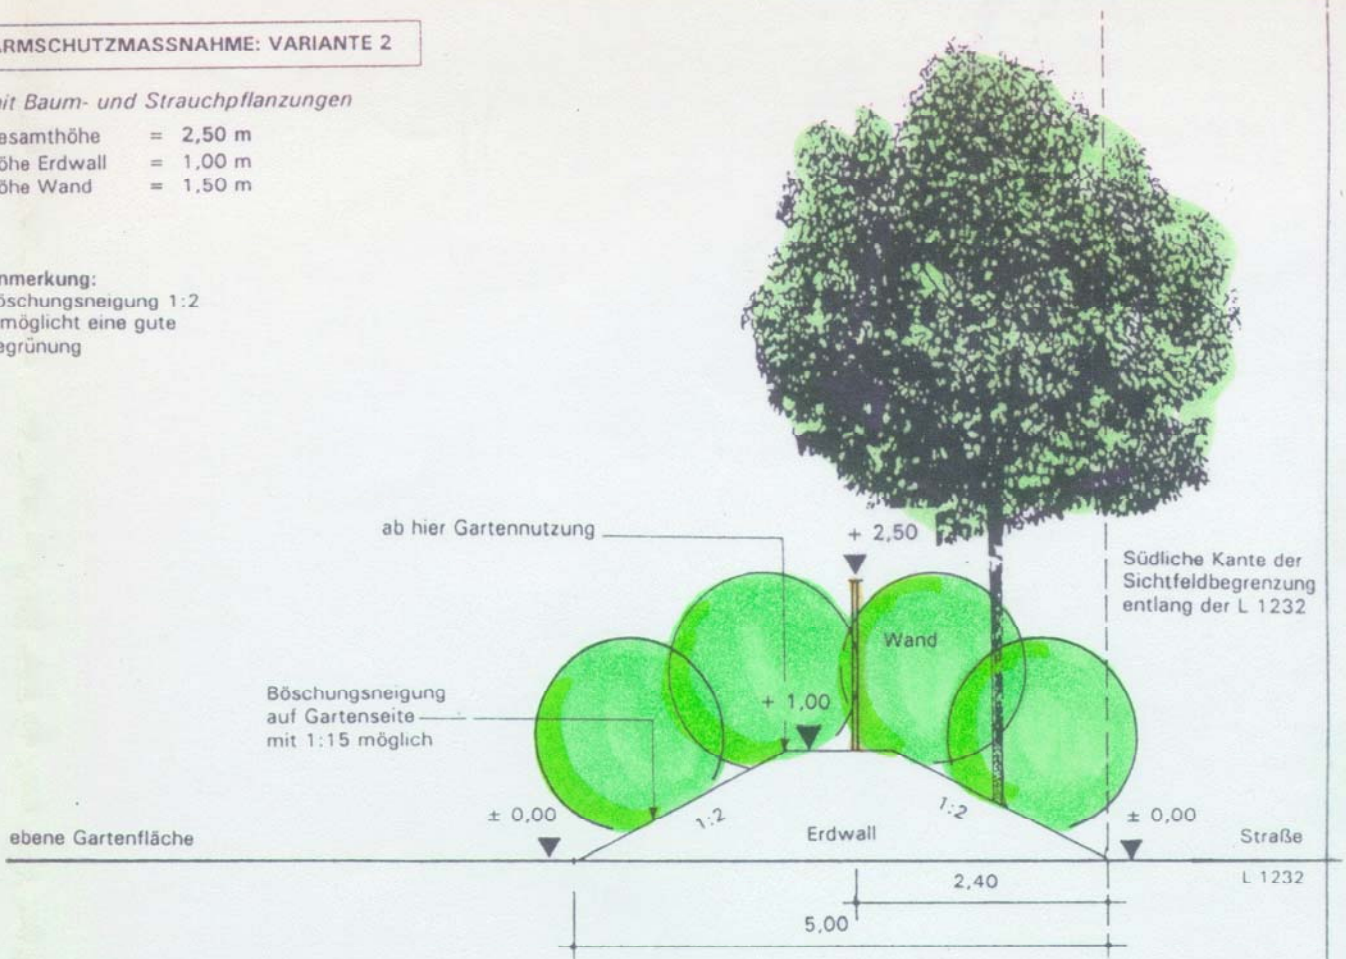 ÄRMSCHUTZMASSNAHME: VARIANTE 2
mit Baum- und Strauchpflanzungen
esamthöhe = 2,50 m
öhe Erdwall = 1,00 m
öhe Wand = 1,50 m
nmerkung:
öschungsneigung 1:2
möglicht eine gute
egrünung
ab hier Gartennutzung
+ 2,50
Südliche Kante der
Sichtfeldbegrenzung
entlang der L 1232
Wand
Böschungsneigung
auf Gartenseite
mit 1:15 möglich
+ 1,00
± 0,00
1:2
1:2
± 0,00
ebene Gartenfläche
Erdwall
Straße
L 1232
2,40
5,00